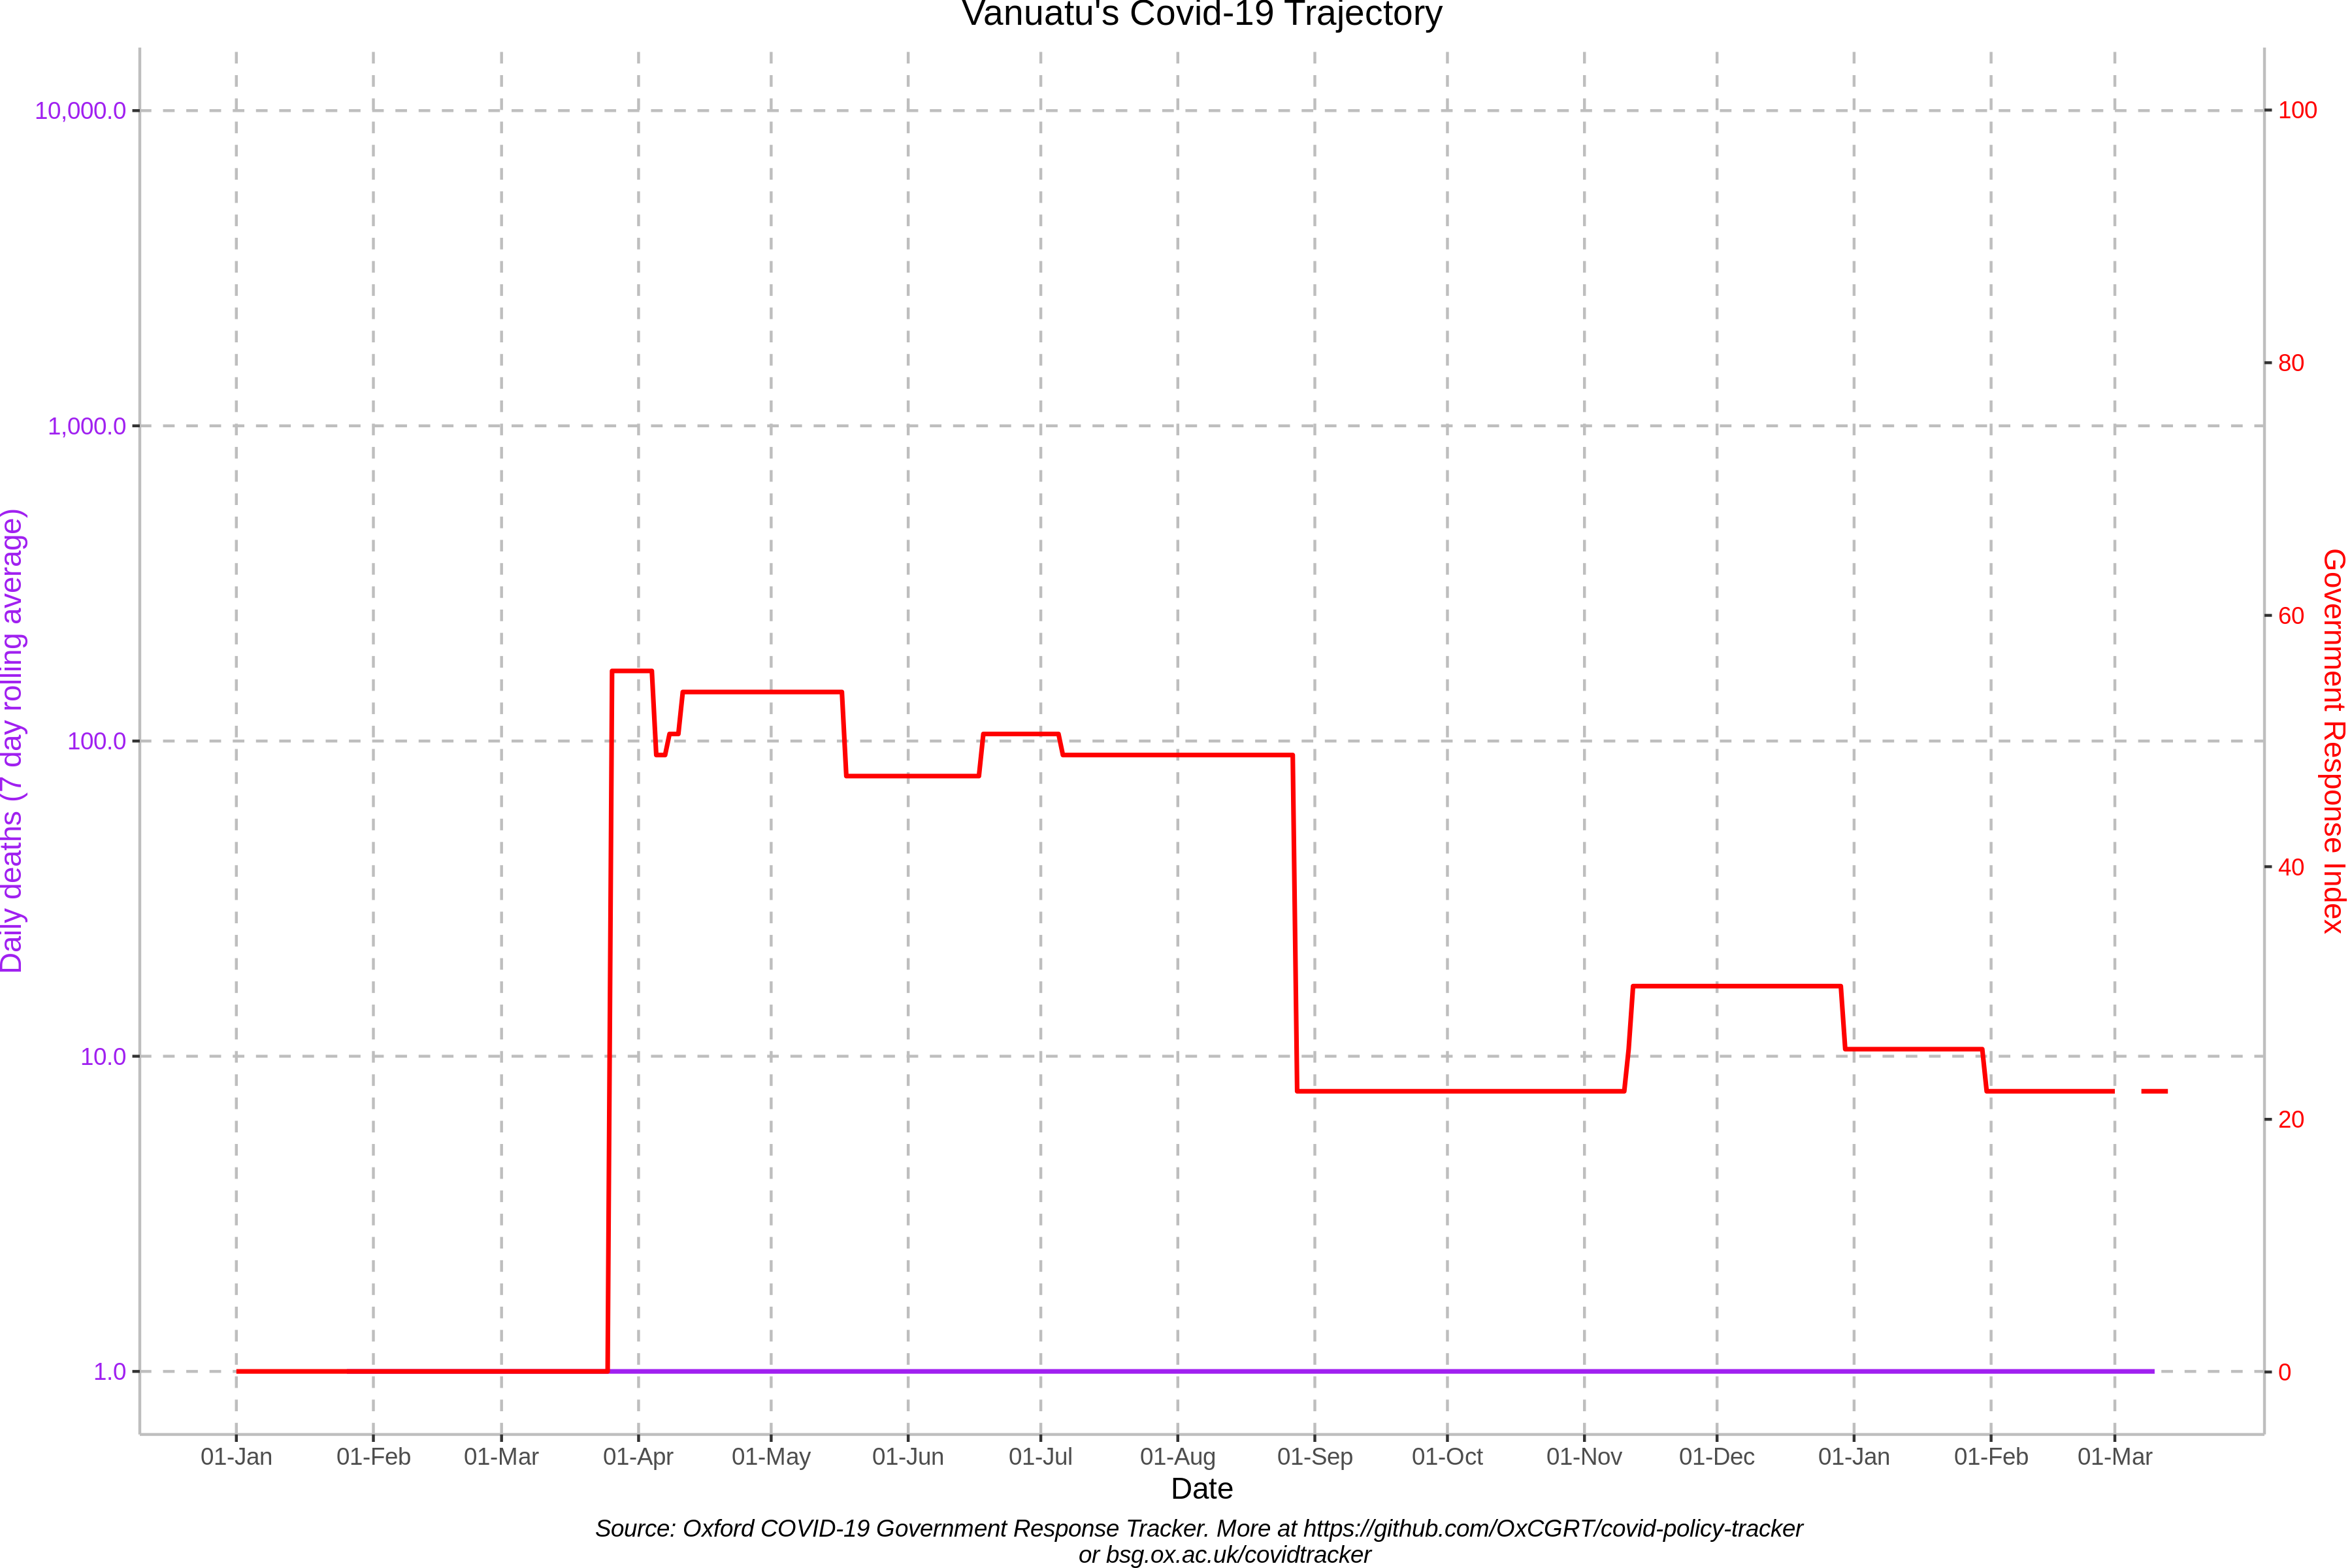 Vanuatu's Covid-19 Trajectory
10,000.0
1,000.0
100.0
10.0
1.0
Daily deaths (7 day rolling average)
100
80
60
40
20
0
Government Response Index
01-Jan 01-Feb 01-Mar 01-Apr 01-May 01-Jun 01-Jul 01-Aug 01-Sep 01-Oct 01-Nov 01-Dec 01-Jan 01-Feb 01-Mar
Date
Source: Oxford COVID-19 Government Response Tracker. More at https://github.com/OxCGRT/covid-policy-tracker
or bsg.ox.ac.uk/covidtracker